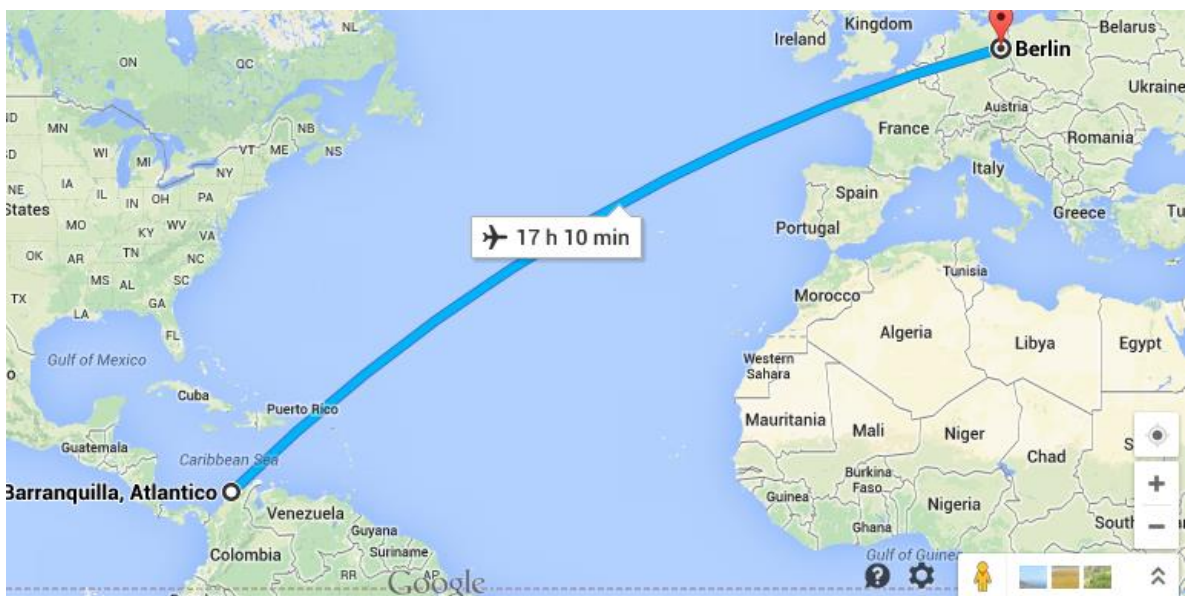 NL
Kingdom
Ireland
Belarus
Berlin
ON
QC
Ukraine
Austria
ND
MN
NB
VT
ME
NS
France
Romania
SD
WI
MI
NY
Italy
NE
IA
IL
IN
OH
PA
Spain
Greece
Tu
States
MO
KY
WV
VA
Portugal
17 h 10 min
OK
AR
TN
NC
Tunisia
MS
AL
SC
Morocco
TX
GA
LA
Algeria
Libya
Egypt
FL
Gulf of Mexico
Western
Sahara
o
Cuba
Puerto Rico
Mauritania
Mali
Niger
Guatemala
Chad
S
Caribbean Sea
Burkina
Faso
Barranquilla, Atlantico
Guinea
Nigeria
Venezuela
Ghana
South
Guyana
Colombia
Suriname
Gulf of Guinea
RR
AP
Google